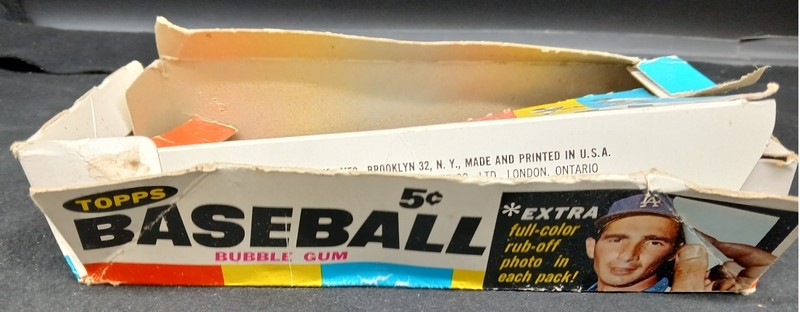 BROOKLYN 32, N. Y., MADE AND PRINTED IN U.S.A.
LTD. LONDON, ONTARIO
TOPPS
5¢
BASEBALL
BUBBLE GUM
*EXTRA
full-color
rub-off
photo in
each pack!
LA